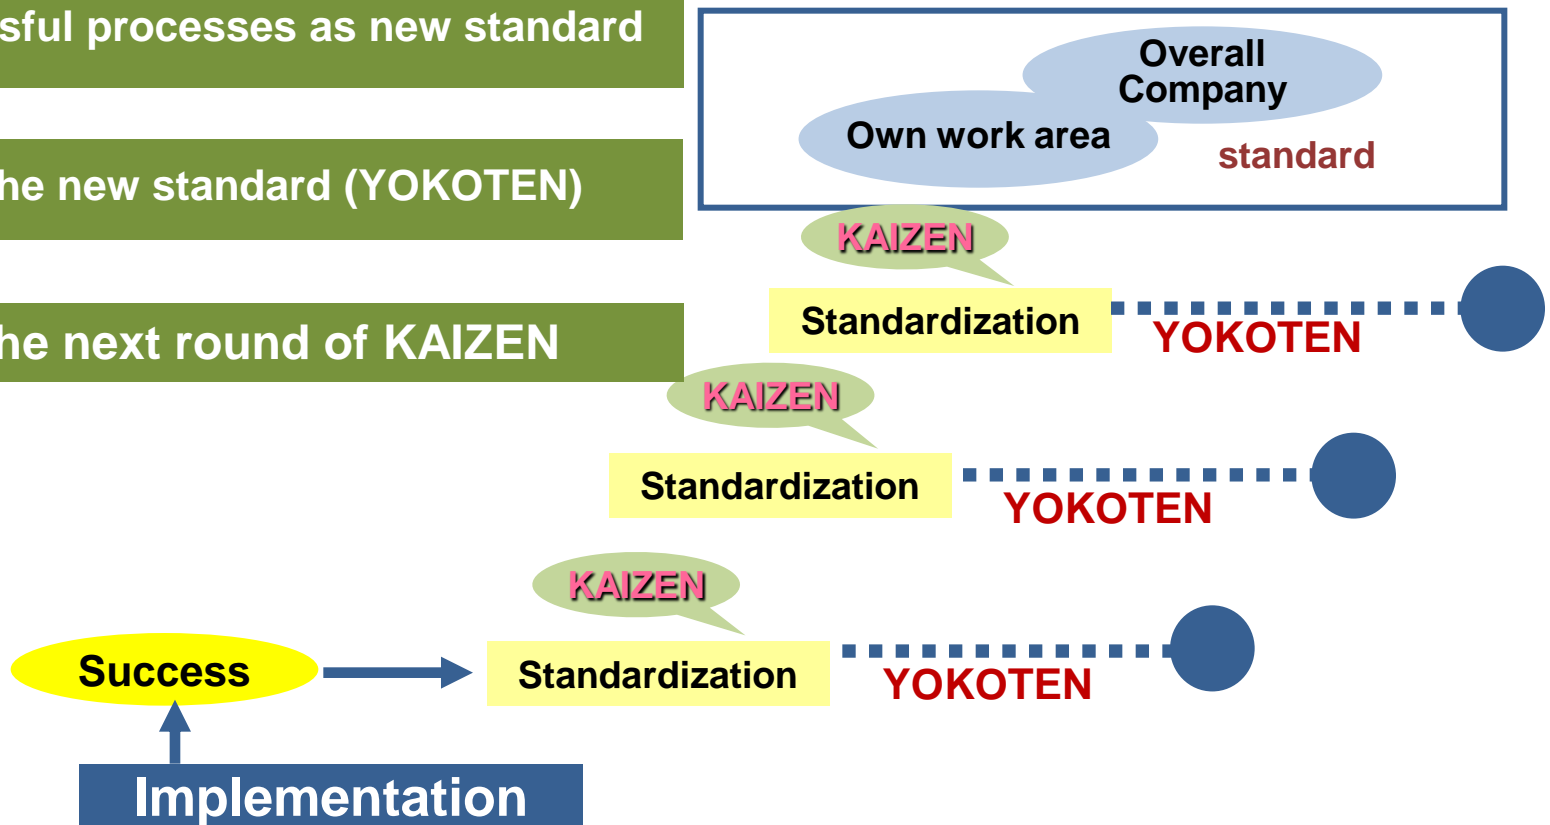 sful processes as new standard
he new standard (YOKOTEN)
he next round of KAIZEN
Overall
Company
Own work area
standard
KAIZEN
Standardization
YOKOTEN
KAIZEN
Standardization
YOKOTEN
KAIZEN
Success
Standardization
YOKOTEN
Implementation